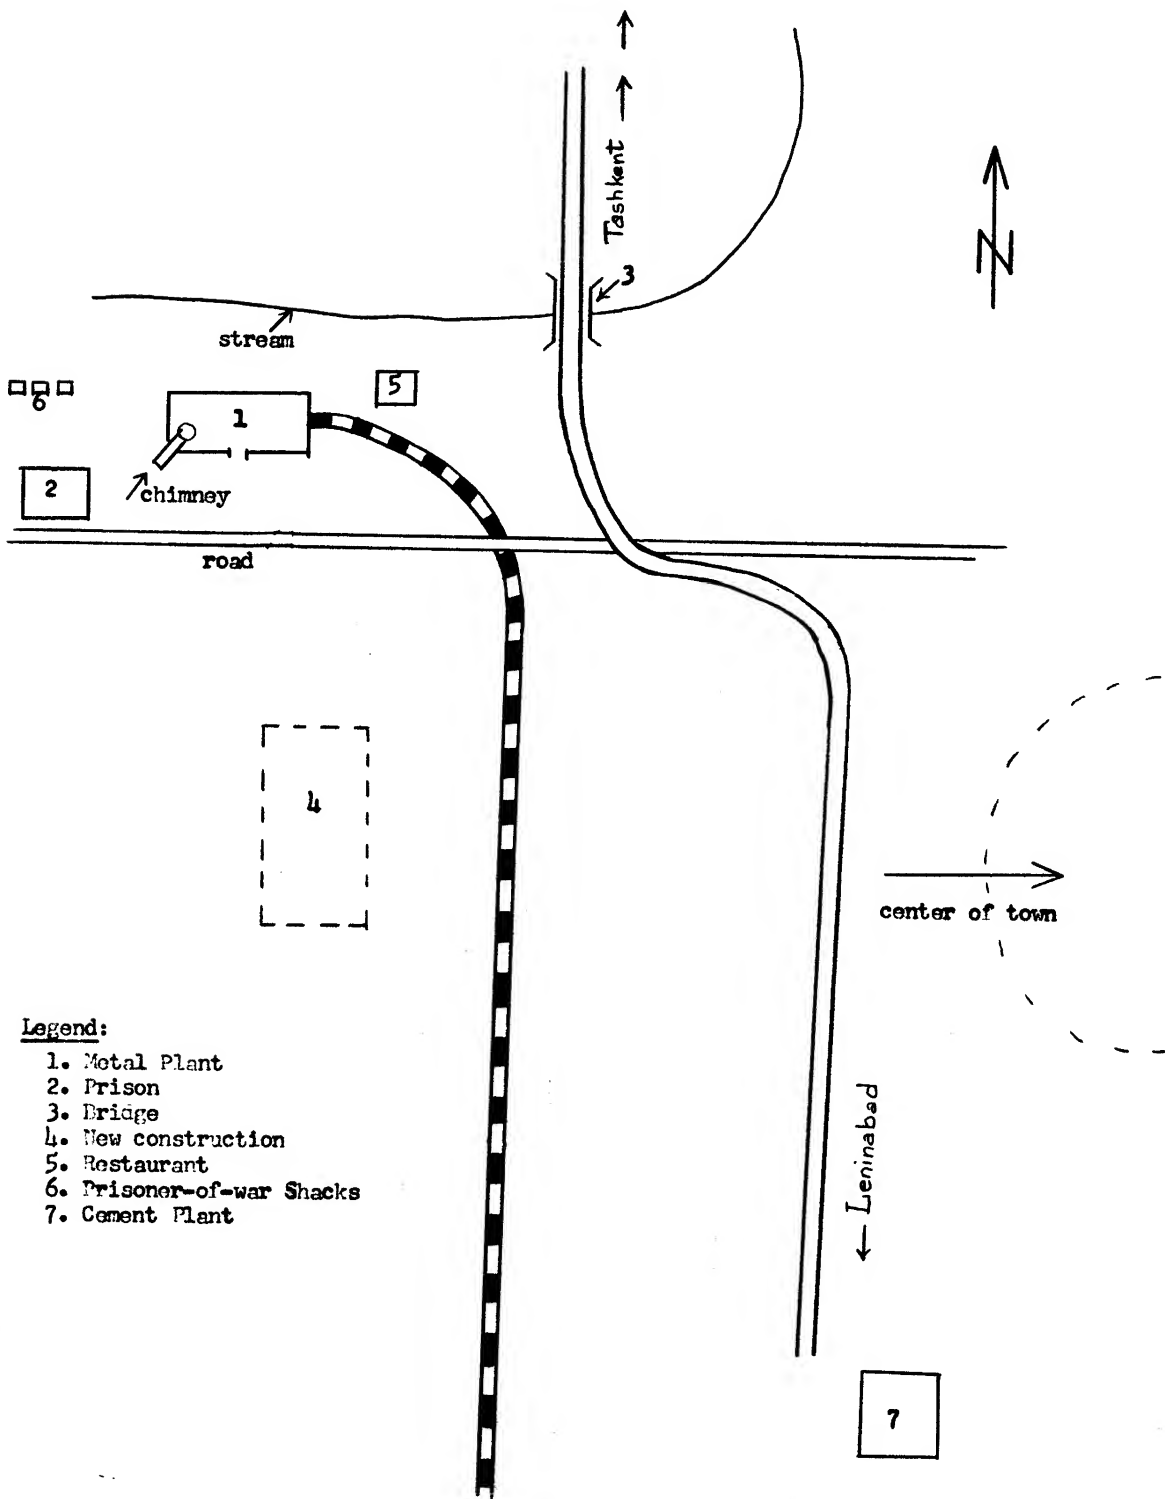 Tashkent
N
3
stream
5
6
1
2
chimney
road
4
center of town
Legend:
1. Metal Plant
2. Prison
3. Bridge
4. New construction
5. Restaurant
6. Prisoner-of-war Shacks
7. Cement Plant
Leninabad
7